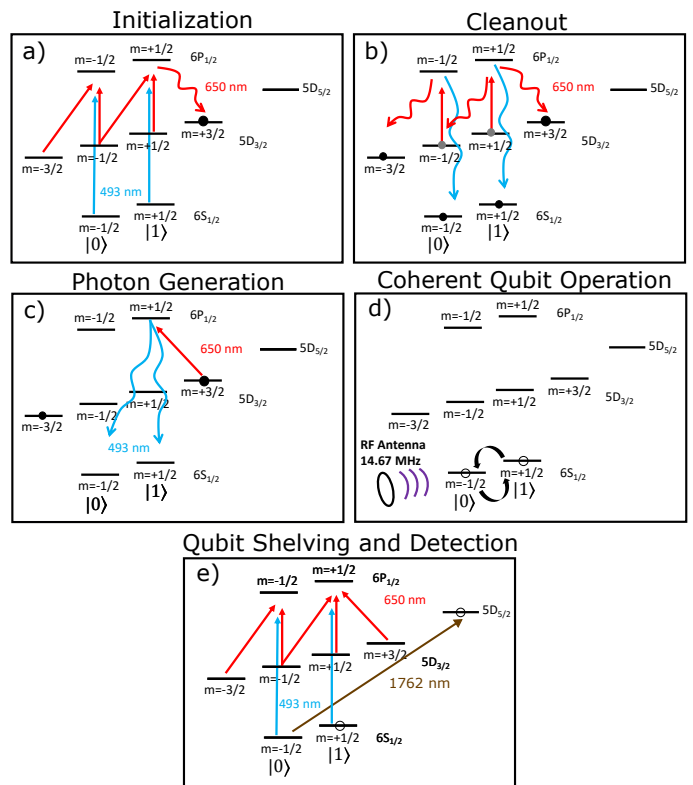 Initialization
a)
m=-1/2
m=+1/2
6P1/2
650 nm
5D5/2
m=+3/2
m=-3/2
m=-1/2
m=+1/2
5D3/2
493 nm
m=-1/2
m=+1/2
6S1/2
|0⟩
|1⟩
Cleanout
b)
m=-1/2
m=+1/2
6P1/2
650 nm
5D5/2
m=+3/2
m=-3/2
m=-1/2
m=+1/2
5D3/2
m=-1/2
m=+1/2
6S1/2
|0⟩
|1⟩
Photon Generation
c)
m=-1/2
m=+1/2
6P1/2
650 nm
5D5/2
m=+3/2
m=-3/2
m=-1/2
m=+1/2
5D3/2
493 nm
m=-1/2
m=+1/2
6S1/2
|0⟩
|1⟩
Coherent Qubit Operation
d)
m=-1/2
m=+1/2
6P1/2
5D5/2
m=+3/2
m=-3/2
m=-1/2
m=+1/2
5D3/2
RF Antenna
14.67 MHz
m=-1/2
m=+1/2
6S1/2
|0⟩
|1⟩
Qubit Shelving and Detection
e)
m=-1/2
m=+1/2
6P1/2
650 nm
5D5/2
m=+3/2
m=-3/2
m=-1/2
m=+1/2
5D3/2
1762 nm
493 nm
m=-1/2
m=+1/2
6S1/2
|0⟩
|1⟩